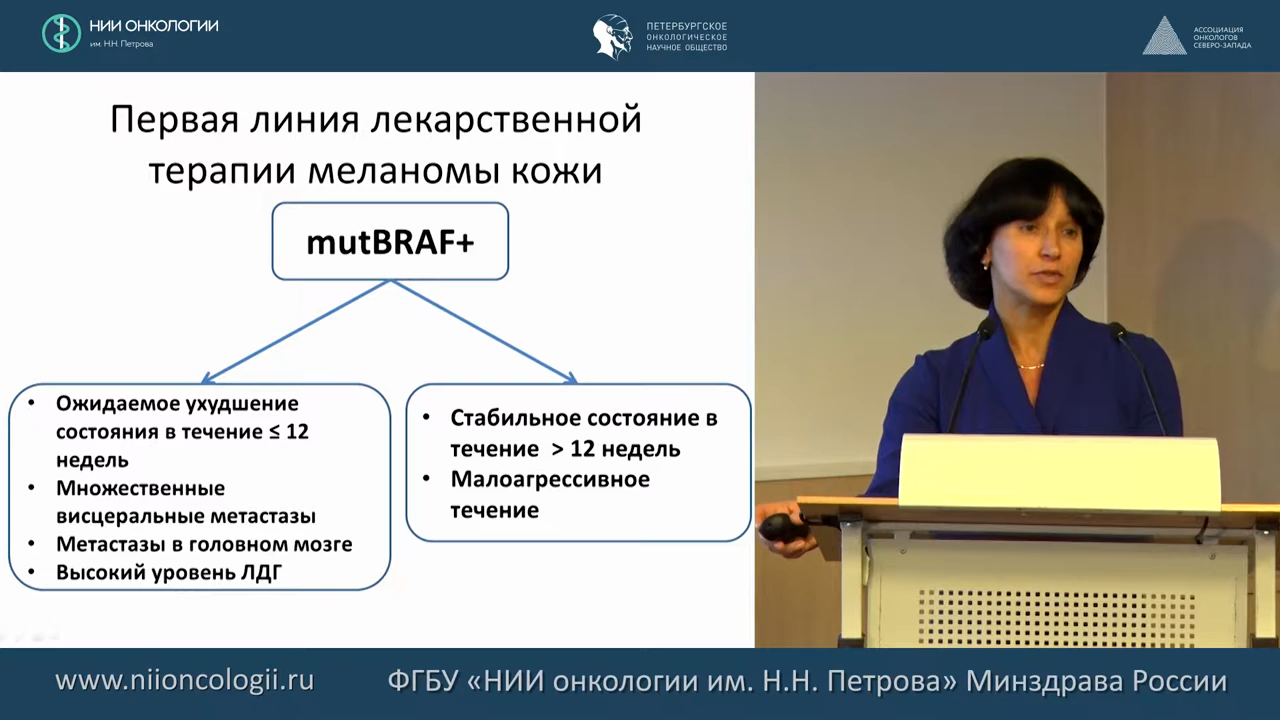 НИИ ОНКОЛОГИИ
им. Н.Н. Петрова
ПЕТЕРБУРГСКОЕ
ОНКОЛОГИЧЕСКОЕ
НАУЧНОЕ ОБЩЕСТВО
АССОЦИАЦИЯ
ОНКОЛОГОВ
СЕВЕРО-ЗАПАДА
Первая линия лекарственной
терапии меланомы кожи
mutBRAF+
• Ожидаемое ухудшение
состояния в течение ≤ 12
недель
• Множественные
висцеральные метастазы
• Метастазы в головном мозге
• Высокий уровень ЛДГ
• Стабильное состояние в
течение > 12 недель
• Малоагрессивное
течение
www.niioncologii.ru
ФГБУ «НИИ онкологии им. Н.Н. Петрова» Минздрава России